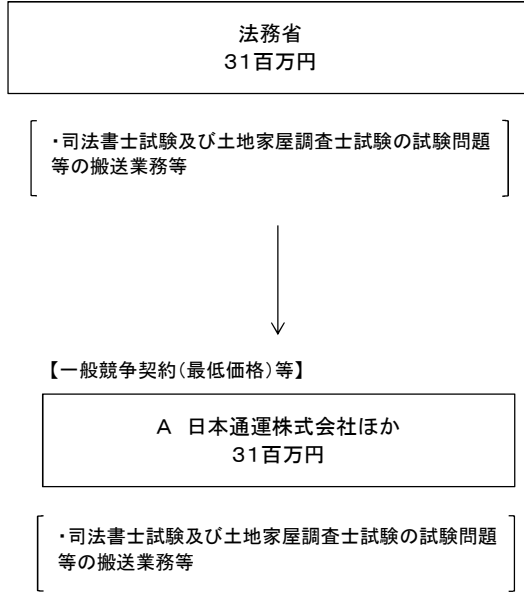 法務省
31百万円
・司法書士試験及び土地家屋調査士試験の試験問題
等の搬送業務等
【一般競争契約(最低価格)等】
A 日本通運株式会社ほか
31百万円
・司法書士試験及び土地家屋調査士試験の試験問題
等の搬送業務等